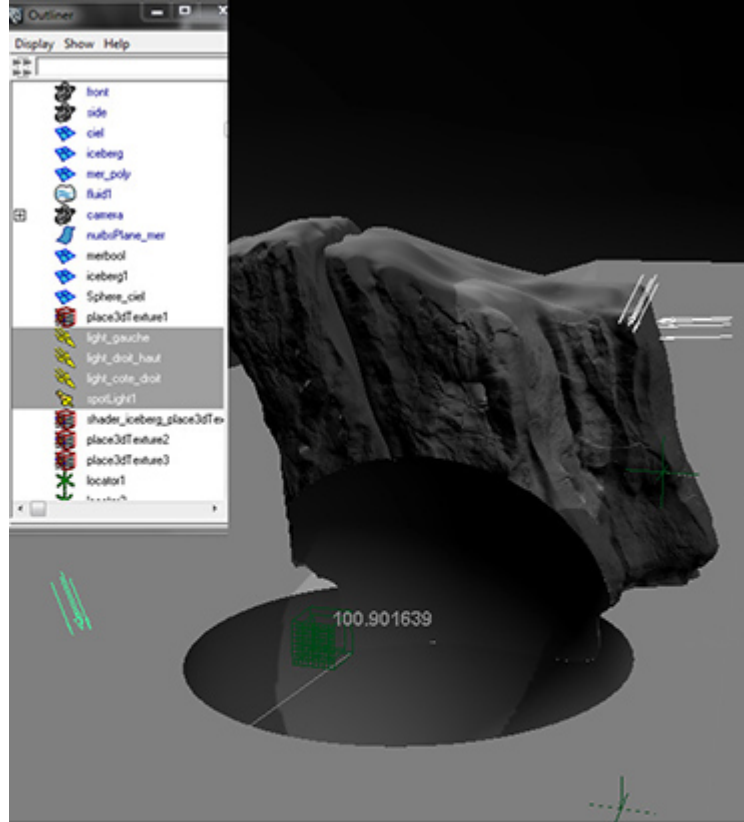 Outliner
Display Show Help
front
side
ciel
iceberg
mer_poly
fluid1
camera
nurbsPlane_mer
merbool
iceberg1
Sphere_ciel
place3dTexture1
light_gauche
light_droit_haut
light_cote_droit
spotLight1
shader_iceberg_place3dTex
place3dTexture2
place3dTexture3
locator1
locator2
100.901639